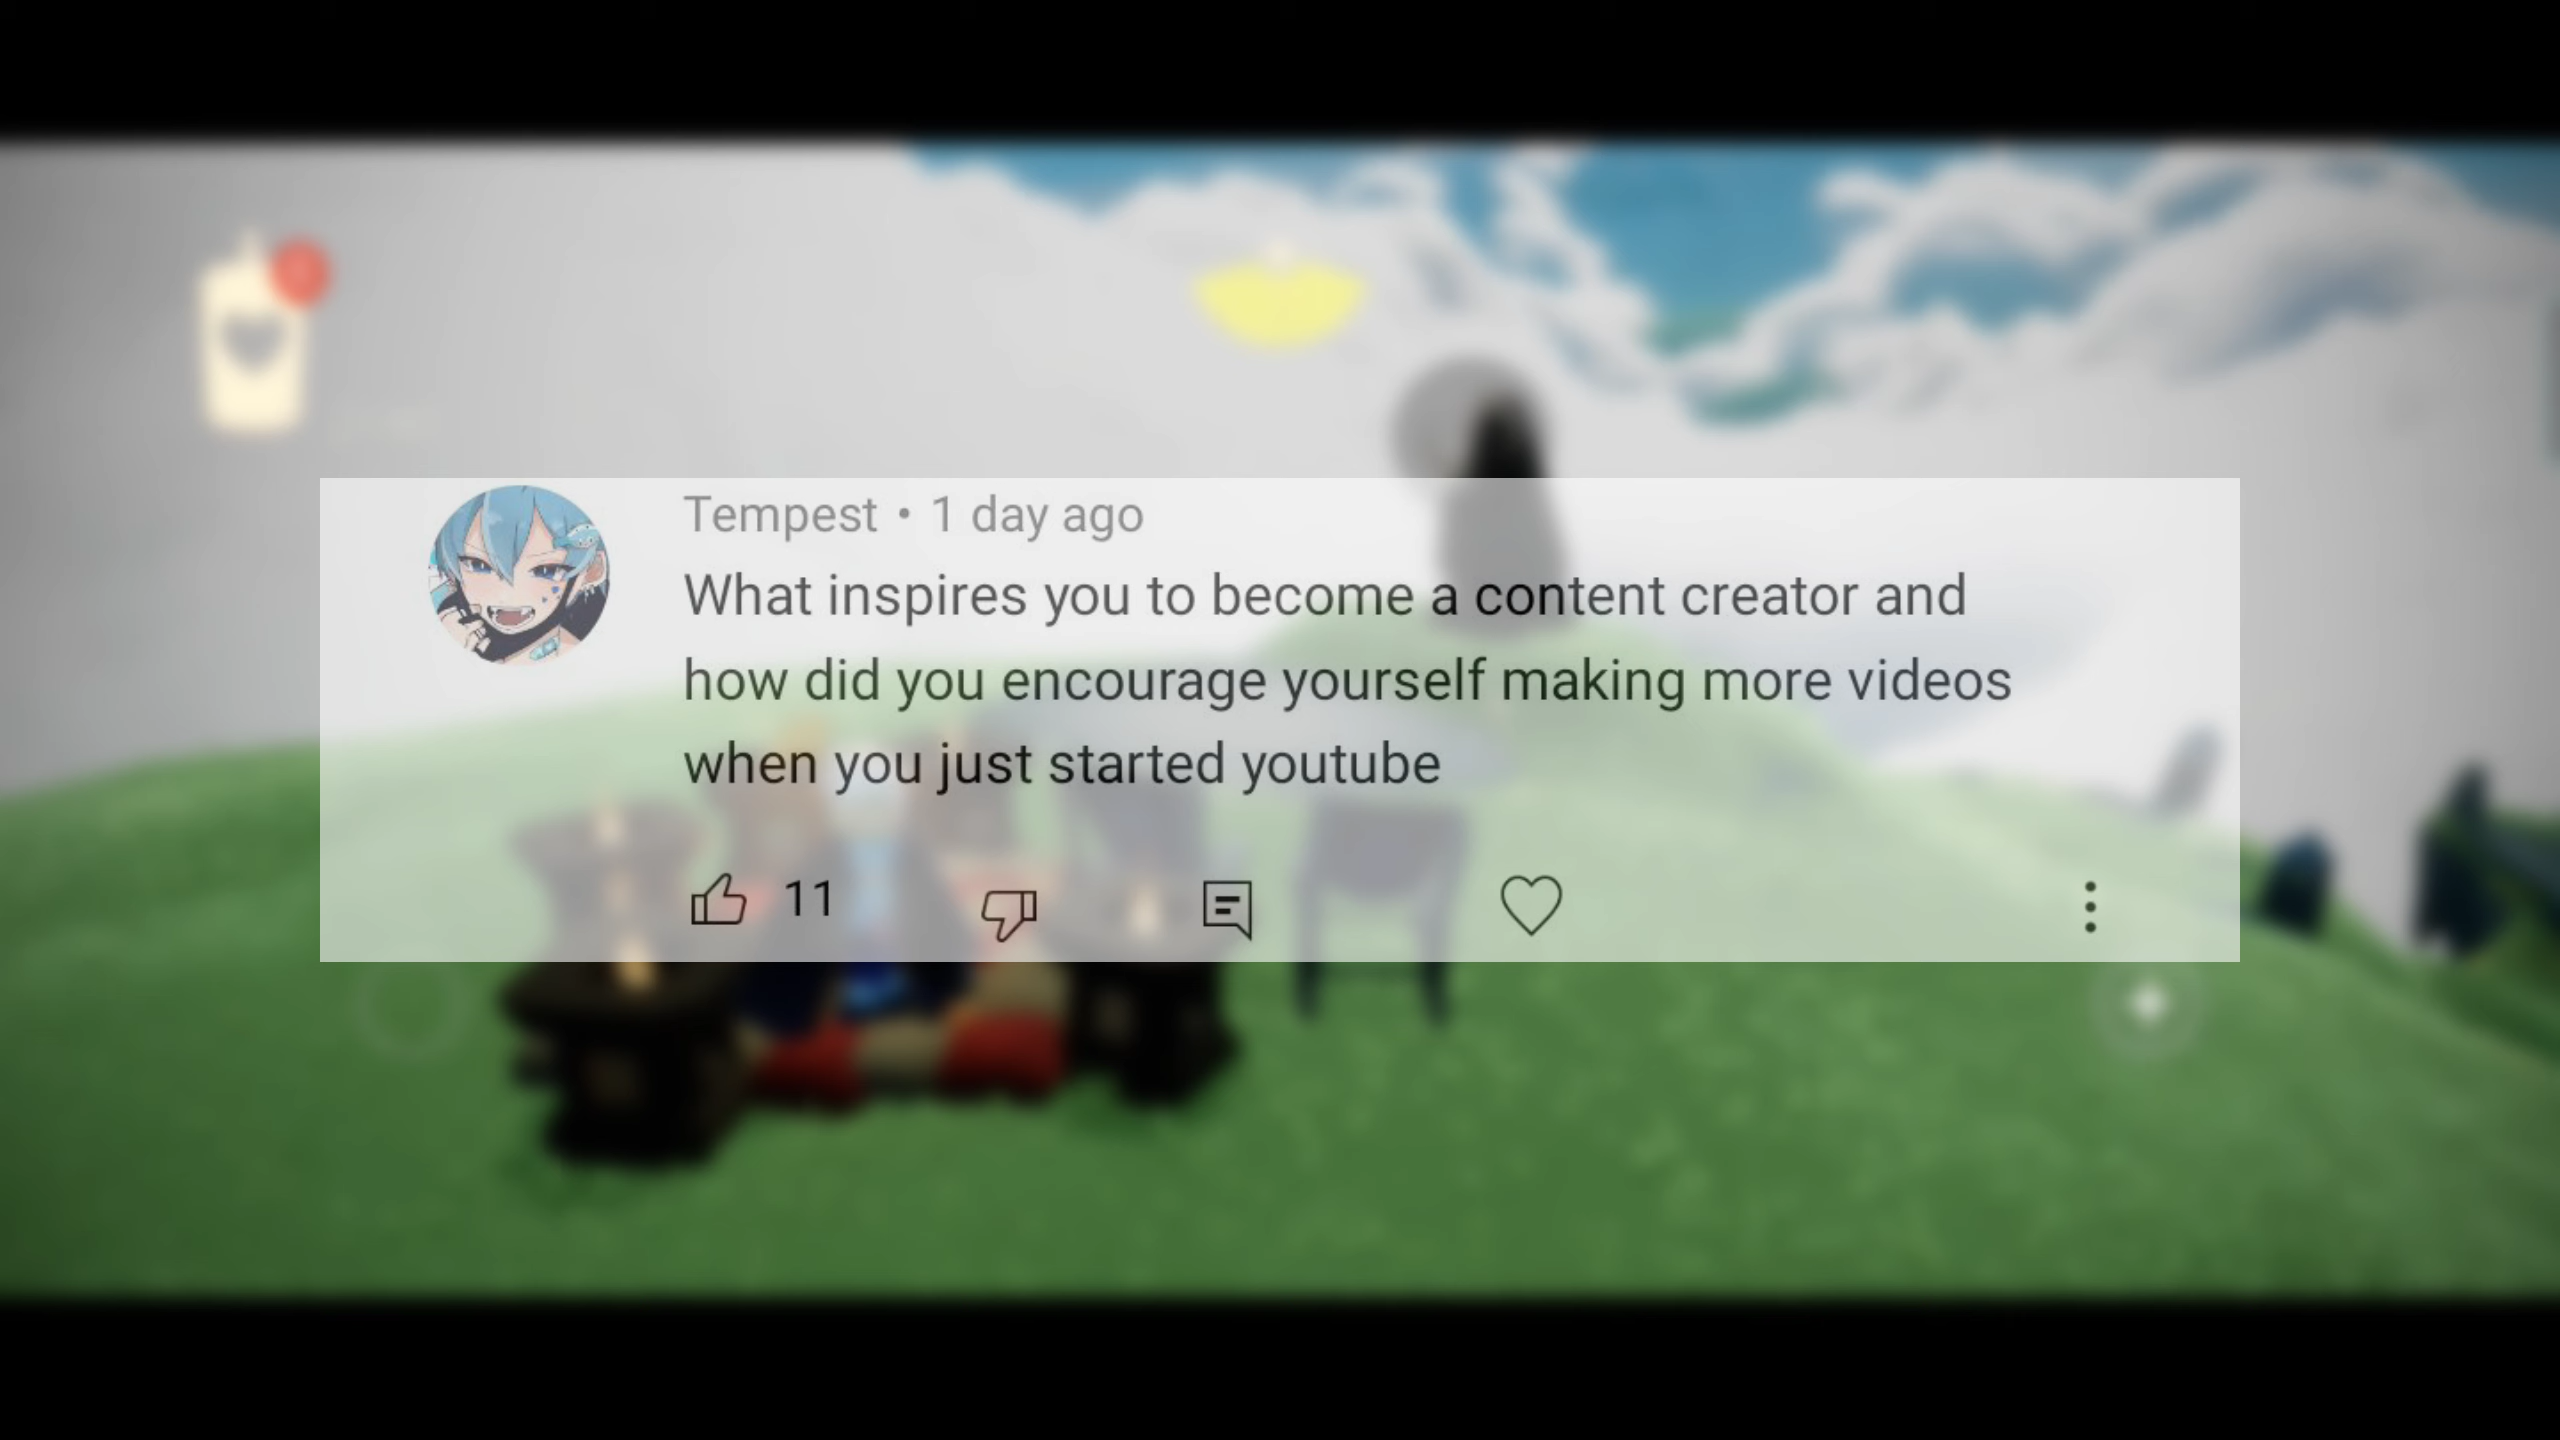 Tempest • 1 day ago
What inspires you to become a content creator and
how did you encourage yourself making more videos
when you just started youtube
11